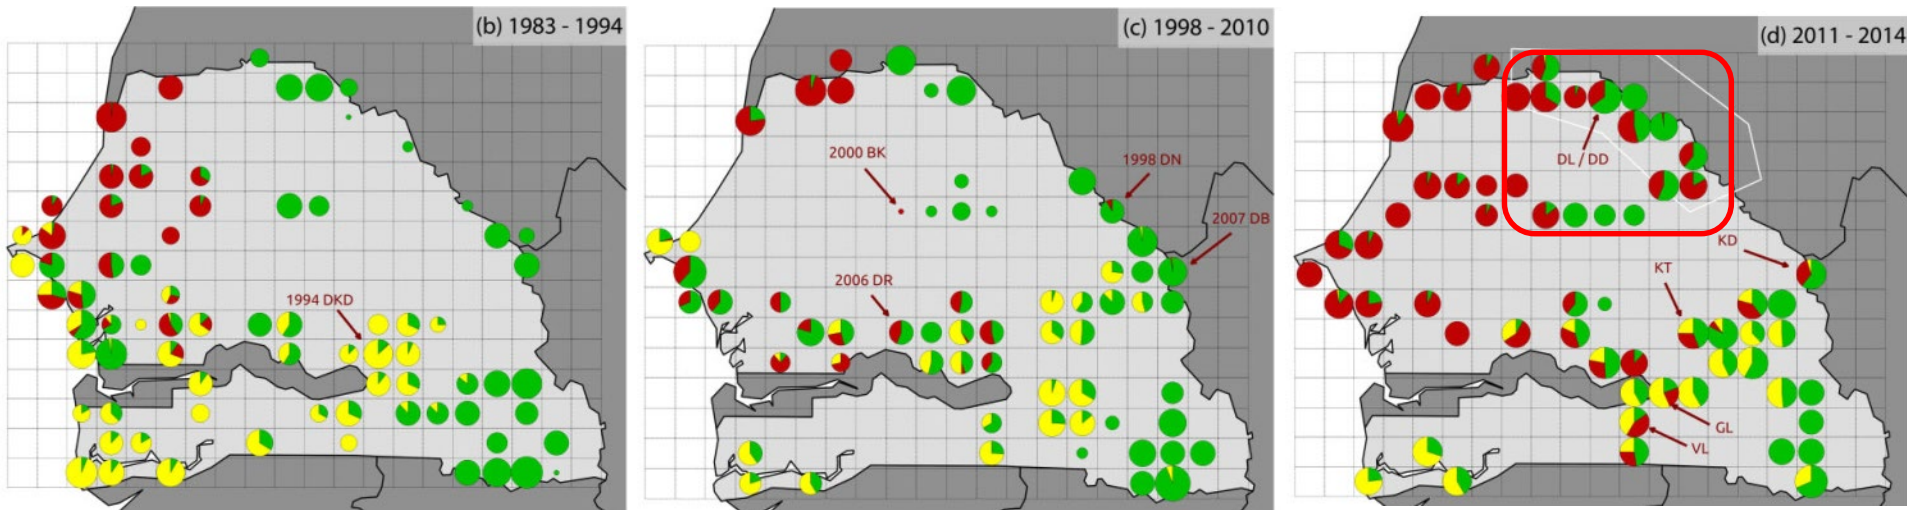 (b) 1983 - 1994
1994 DKD
(c) 1998 - 2010
2000 BK
1998 DN
2007 DB
2006 DR
(d) 2011 - 2014
DL / DD
KD
KT
GL
VL